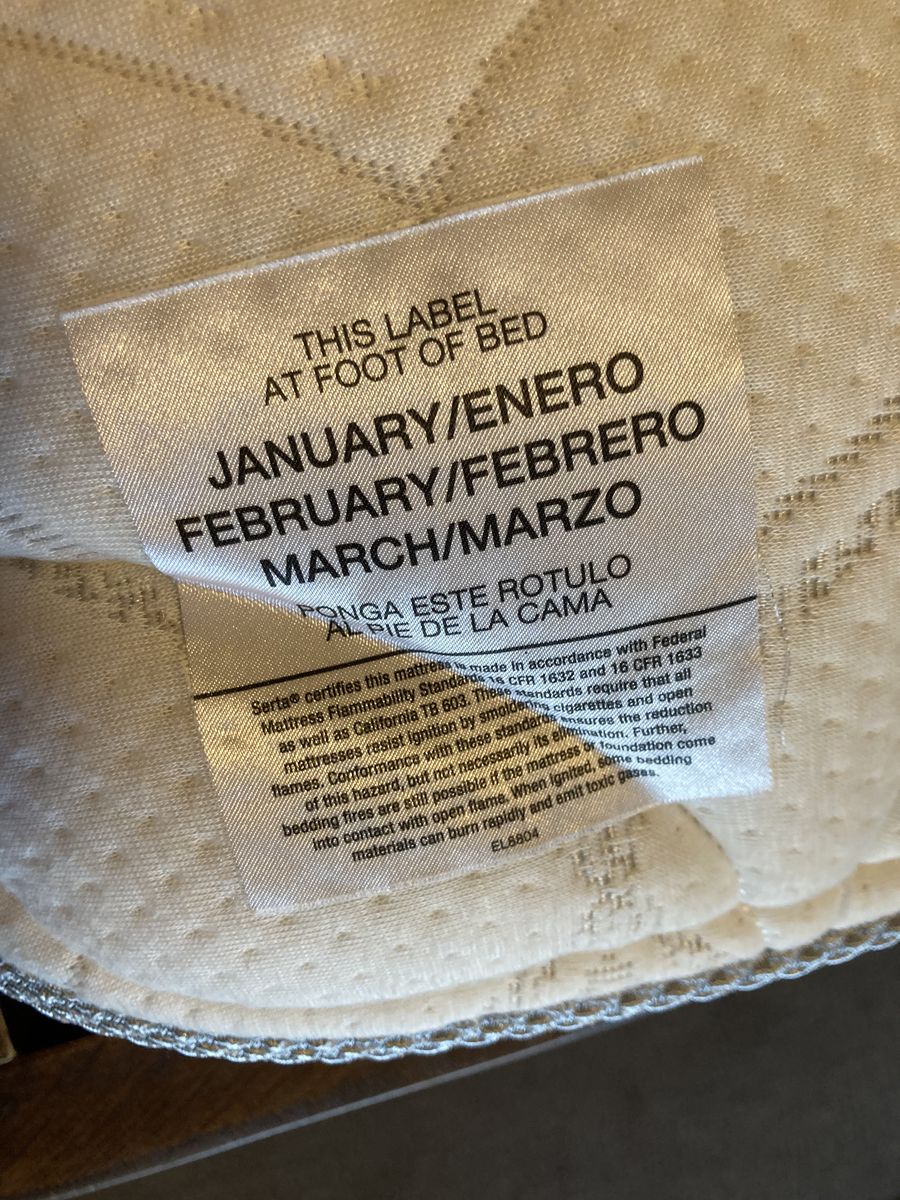 THIS LABEL
AT FOOT OF BED
JANUARY/ENERO
FEBRUARY/FEBRERO
MARCH/MARZO
PONGA ESTE ROTULO
AL PIE DE LA CAMA
Serta® certifies this mattress is made in accordance with Federal
Mattress Flammability Standards 16 CFR 1632 and 16 CFR 1633
as well as California TB 603. These standards require that all
mattresses resist ignition by smoldering cigarettes and open
flames. Conformance with these standards ensures the reduction
of this hazard, but not necessarily its elimination. Further,
bedding fires are still possible if the mattress or foundation come
into contact with open flame. When ignited, some bedding
materials can burn rapidly and emit toxic gases.
EL8804